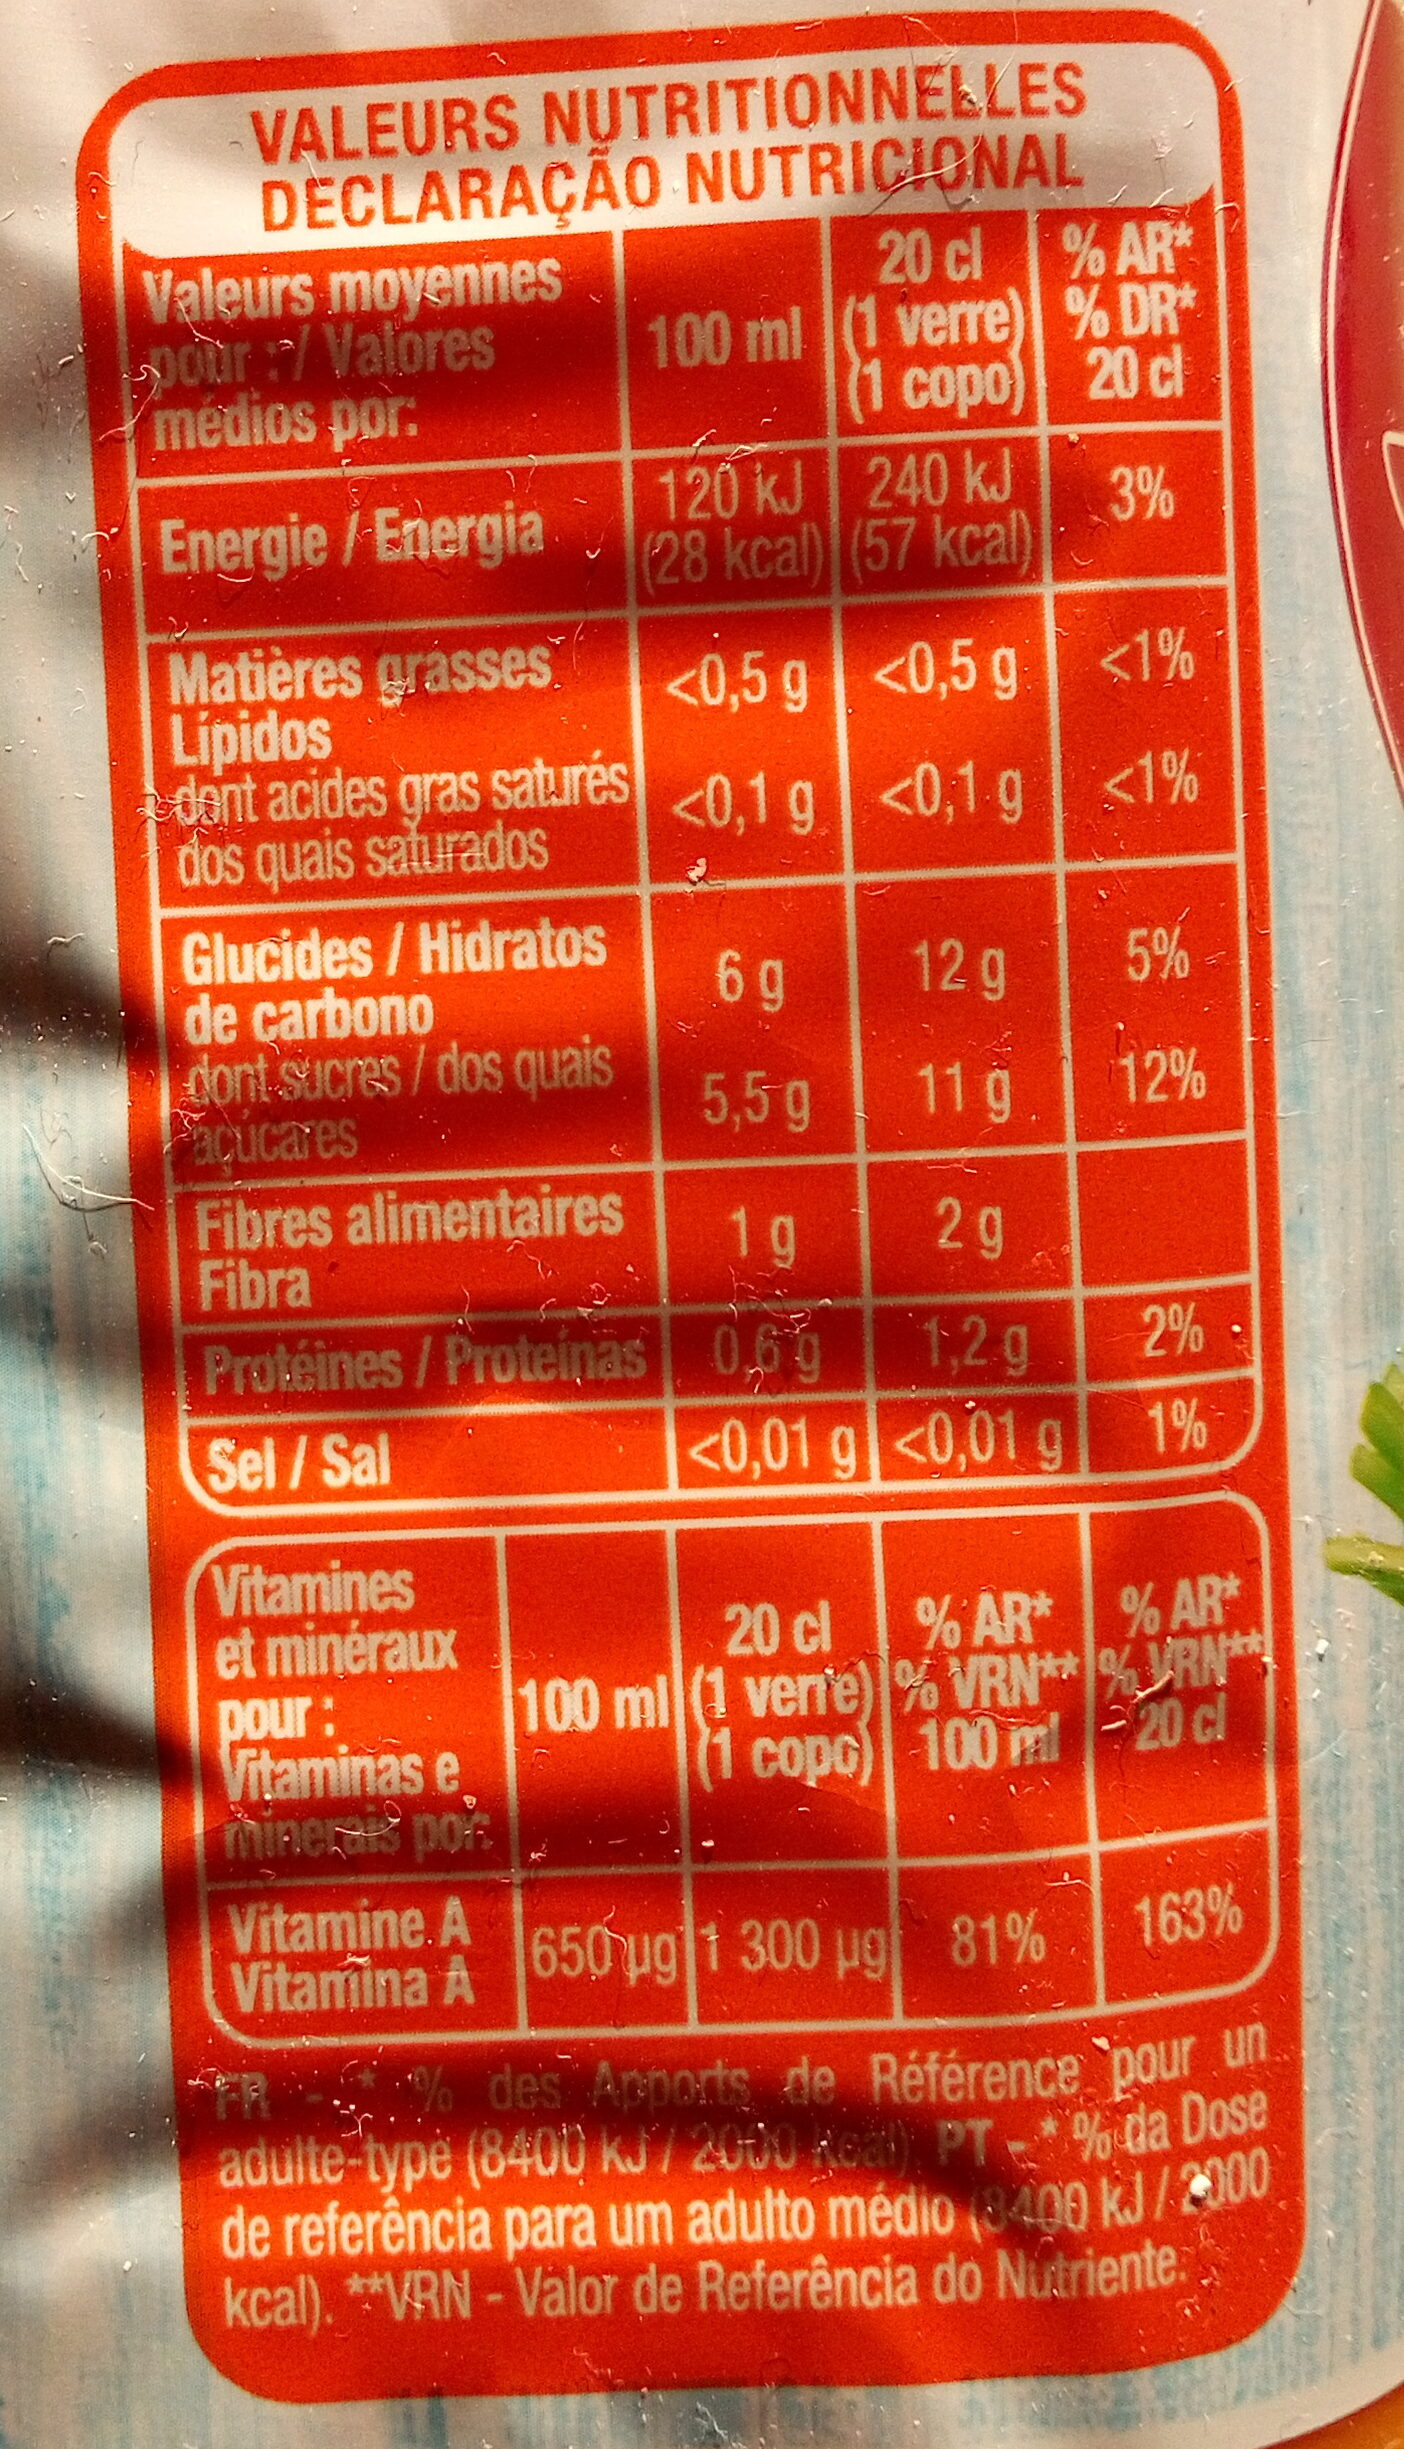 VALEURS NUTRITIONNELLES
DECLARAÇÃO NUTRICIONAL
Valeurs moyennes
pour : / Valores
médios por:
100 ml
20 cl
(1 verre)
(1 copo)
% AR*
% DR*
20 cl
Energie / Energia
120 kJ
(28 kcal)
240 kJ
(57 kcal)
3%
Matières grasses
Lípidos
<0,5 g
<0,5 g
<1%
dont acides gras saturés
dos quais saturados
<0,1 g
<0,1 g
<1%
Glucides / Hidratos
de carbono
6 g
12 g
5%
dont sucres / dos quais
açúcares
5,5 g
11 g
12%
Fibres alimentaires
Fibra
1 g
2 g
Protéines / Proteínas
0,6 g
1,2 g
2%
Sel / Sal
<0,01 g
<0,01 g
1%
Vitamines
et minéraux
pour :
Vitaminas e
minerais por:
100 ml
20 cl
(1 verre)
(1 copo)
% AR*
% VRN**
100 ml
% AR*
% VRN**
20 cl
Vitamine A
Vitamina A
650 µg
1 300 µg
81%
163%
FR - * % des Apports de Référence pour un
adulte-type (8400 kJ / 2000 kcal). PT - * % da Dose
de referência para um adulto médio (8400 kJ / 2000
kcal). **VRN - Valor de Referência do Nutriente.